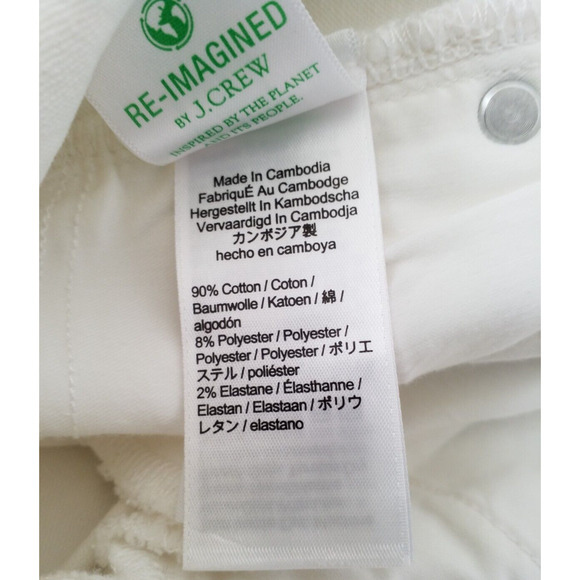 RE-IMAGINED
BY J.CREW
INSPIRED BY THE PLANET
AND ITS PEOPLE.
Made In Cambodia
FabriquÉ Au Cambodge
Hergestellt In Kambodscha
Vervaardigd In Cambodja
カンボジア製
hecho en camboya
90% Cotton / Coton /
Baumwolle / Katoen / 綿 /
algodón
8% Polyester / Polyester /
Polyester / Polyester / ポリエ
ステル / poliéster
2% Elastane / Élasthanne /
Elastan / Elastaan / ポリウ
レタン / elastano